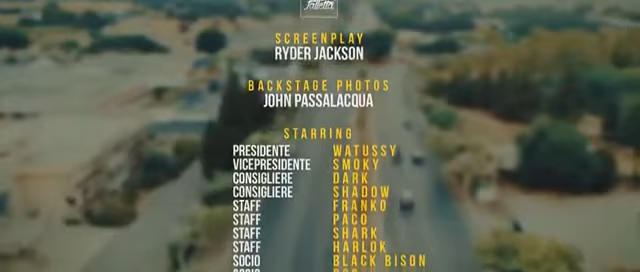 SCREENPLAY
RYDER JACKSON
BACKSTAGE PHOTOS
JOHN PASSALACQUA
STARRING
PRESIDENTE WATUSSY
VICEPRESIDENTE SMOKY
CONSIGLIERE DARK
CONSIGLIERE SHADOW
STAFF FRANKO
STAFF PACO
STAFF SHARK
STAFF HARLOK
SOCIO BLACK BISON